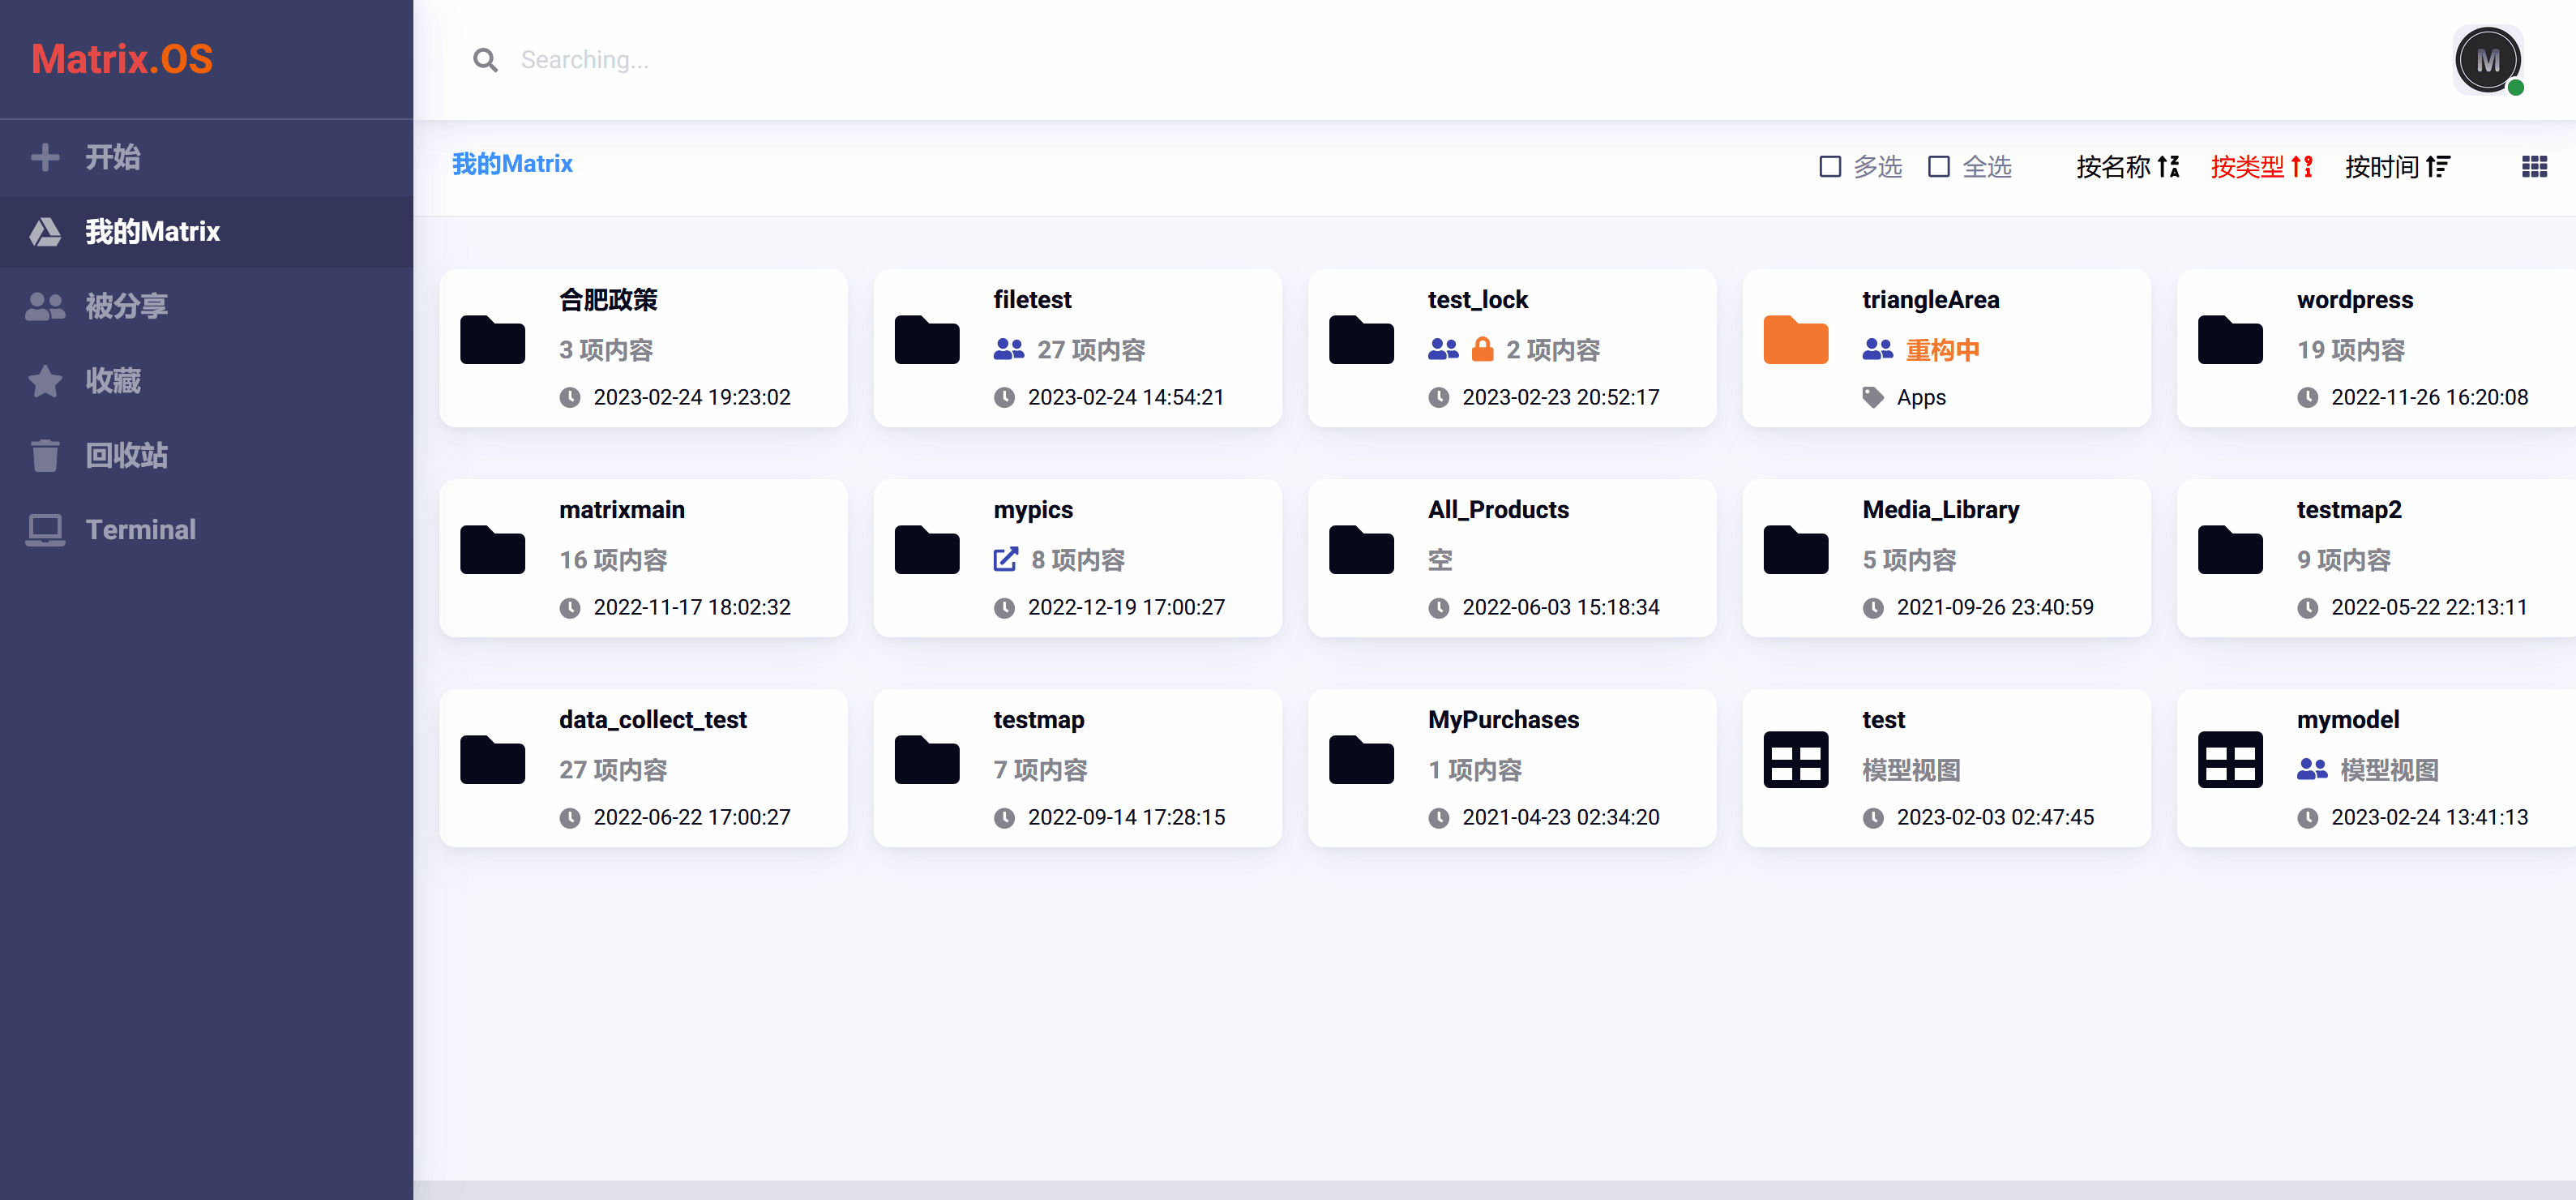 Matrix.OS
开始
我的Matrix
被分享
收藏
回收站
Terminal
Searching...
M
我的Matrix
多选 全选 按名称 按类型 按时间
合肥政策
3 项内容
2023-02-24 19:23:02
filetest
27 项内容
2023-02-24 14:54:21
test_lock
2 项内容
2023-02-23 20:52:17
triangleArea
重构中
Apps
wordpress
19 项内容
2022-11-26 16:20:08
matrixmain
16 项内容
2022-11-17 18:02:32
mypics
8 项内容
2022-12-19 17:00:27
All_Products
空
2022-06-03 15:18:34
Media_Library
5 项内容
2021-09-26 23:40:59
testmap2
9 项内容
2022-05-22 22:13:11
data_collect_test
27 项内容
2022-06-22 17:00:27
testmap
7 项内容
2022-09-14 17:28:15
MyPurchases
1 项内容
2021-04-23 02:34:20
test
模型视图
2023-02-03 02:47:45
mymodel
模型视图
2023-02-24 13:41:13